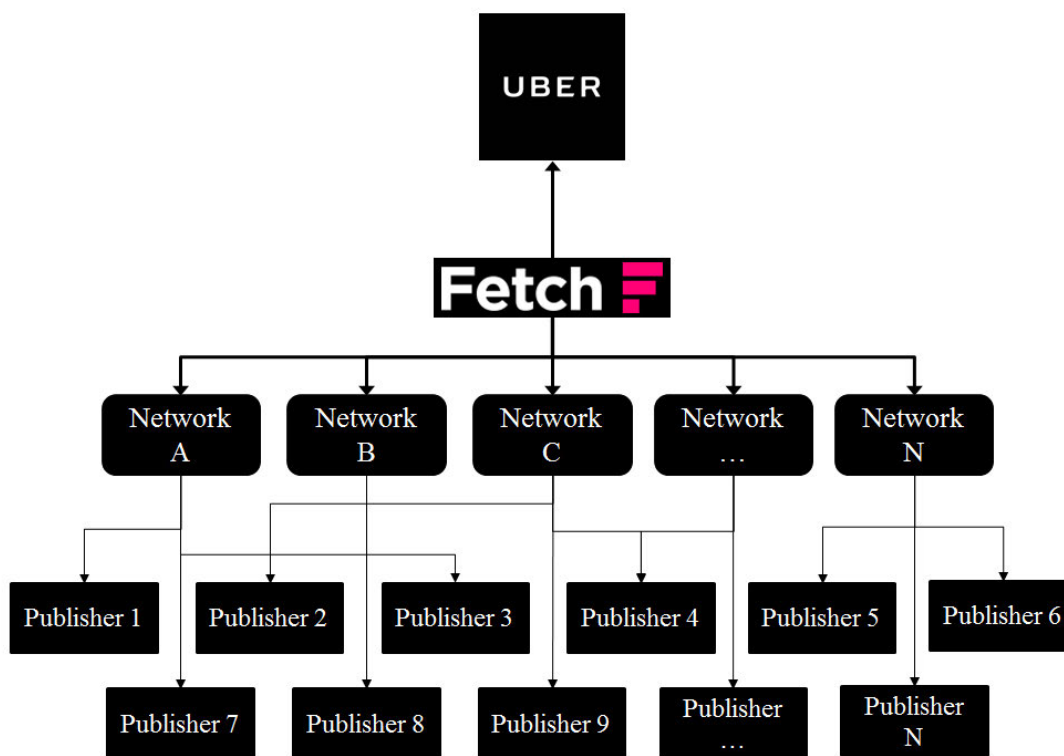 UBER
Fetch
Network
A
Network
B
Network
C
Network
…
Network
N
Publisher 1
Publisher 2
Publisher 3
Publisher 4
Publisher 5
Publisher 6
Publisher 7
Publisher 8
Publisher 9
Publisher
…
Publisher
N